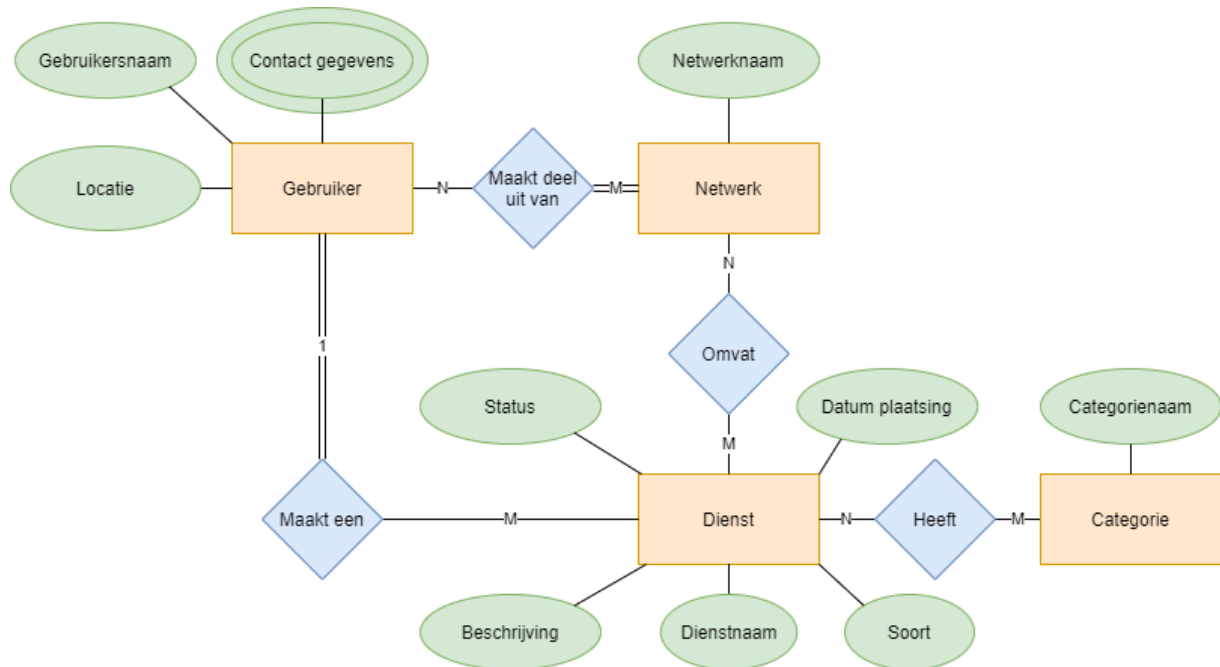 Gebruikersnaam
Contact gegevens
Netwerknaam
Locatie
Gebruiker
N
Maakt deel
uit van
M
Netwerk
N
Omvat
1
Status
Datum plaatsing
Categorienaam
M
Maakt een
M
Dienst
N
Heeft
M
Categorie
Beschrijving
Dienstnaam
Soort